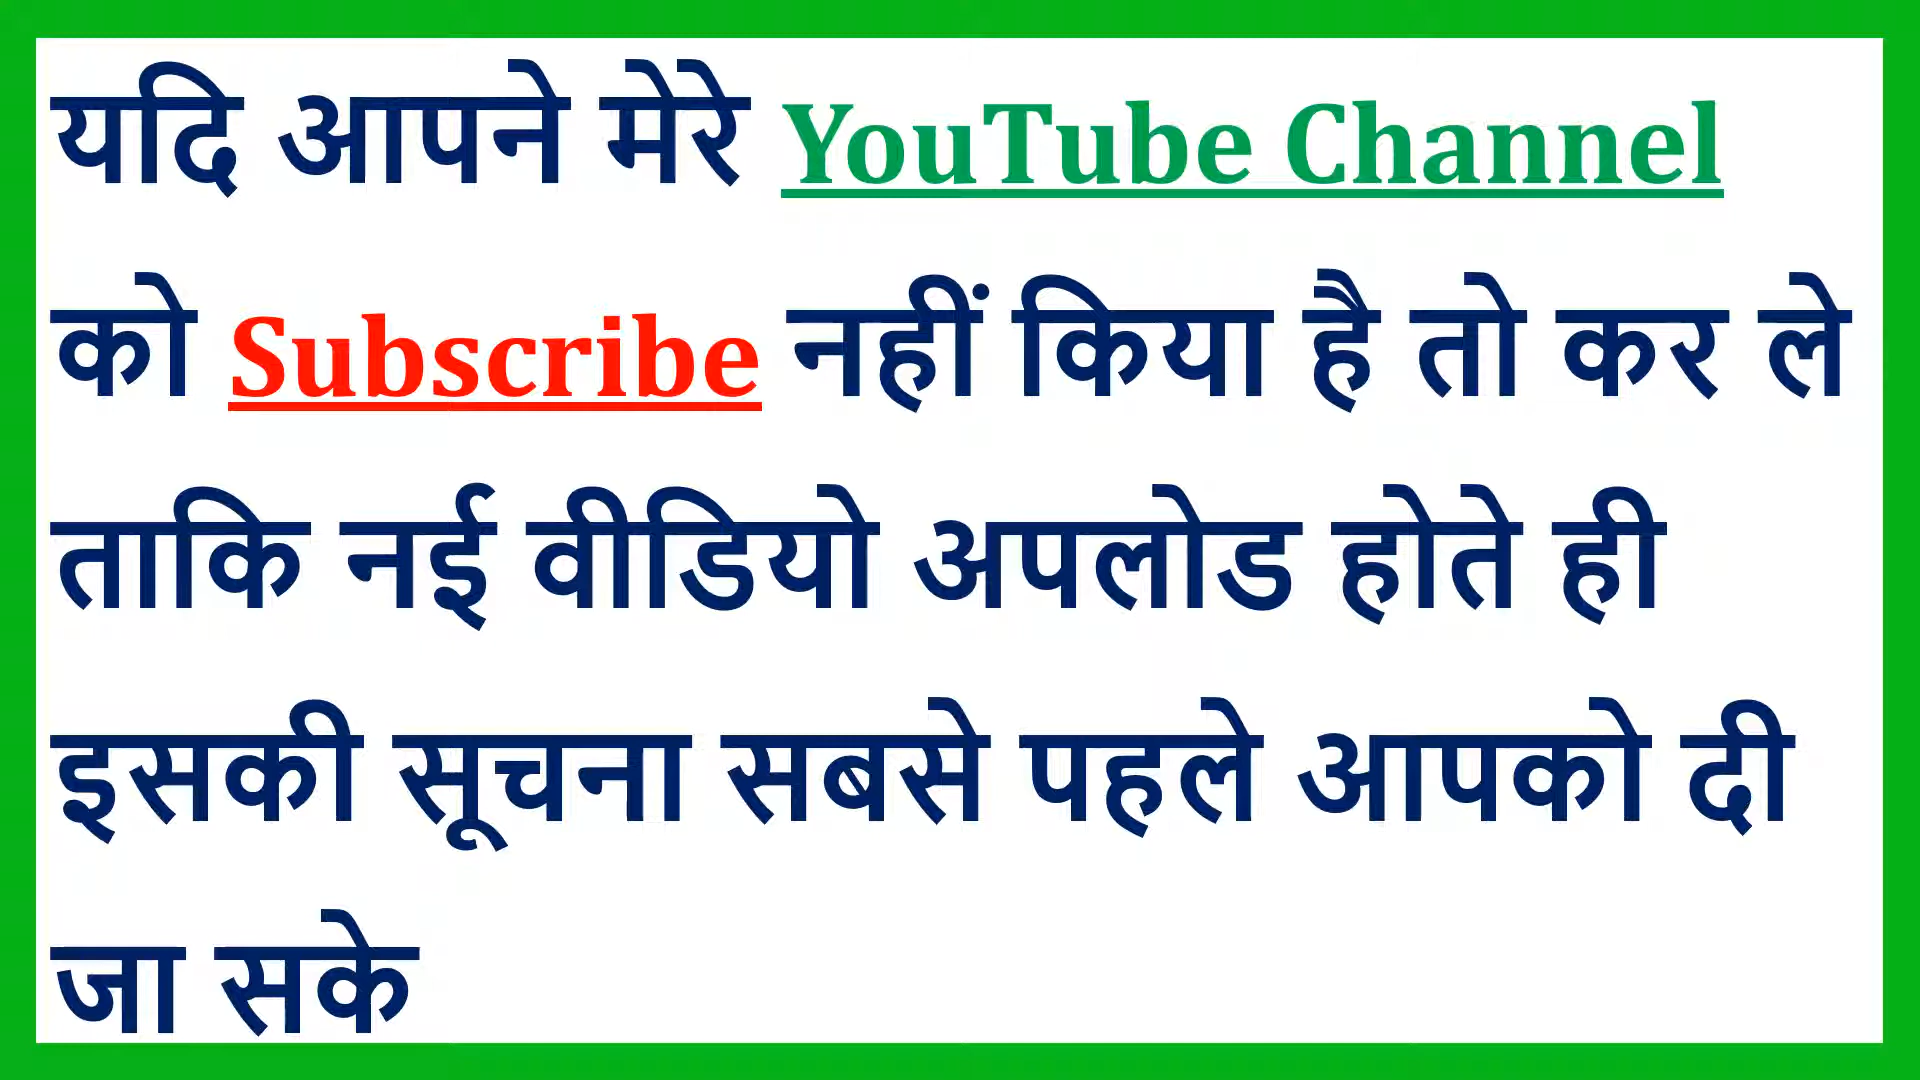 यदि आपने मेरे YouTube Channel
को Subscribe नहीं किया है तो कर ले
ताकि नई वीडियो अपलोड होते ही
इसकी सूचना सबसे पहले आपको दी
जा सके